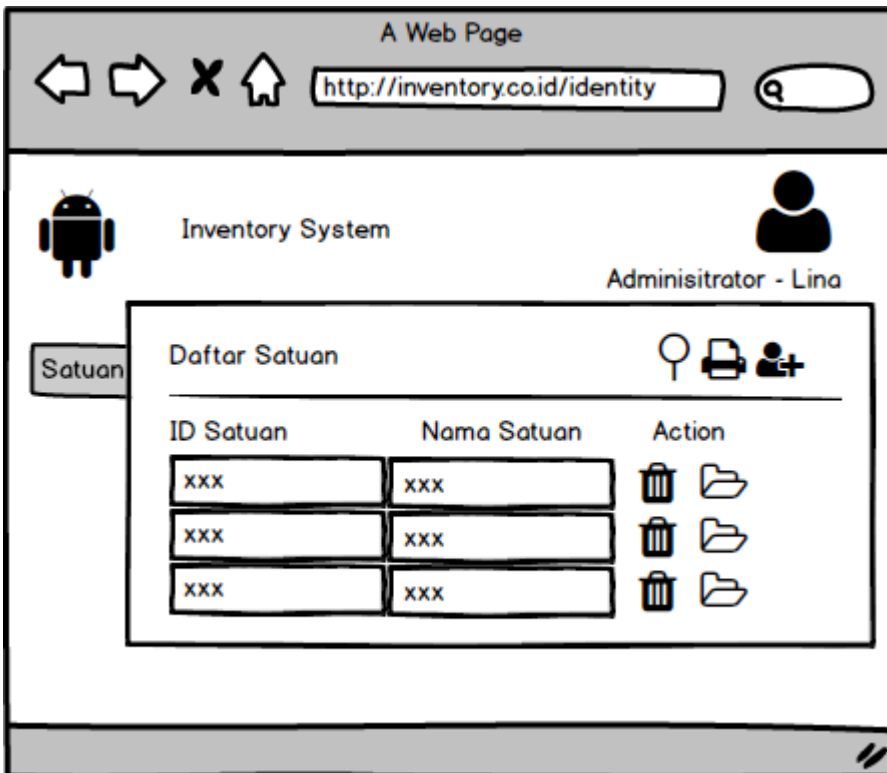 A Web Page
http://inventory.co.id/identity
Inventory System
Adminisitrator - Lina
Satuan
Daftar Satuan
ID Satuan Nama Satuan Action
xxx xxx
xxx xxx
xxx xxx